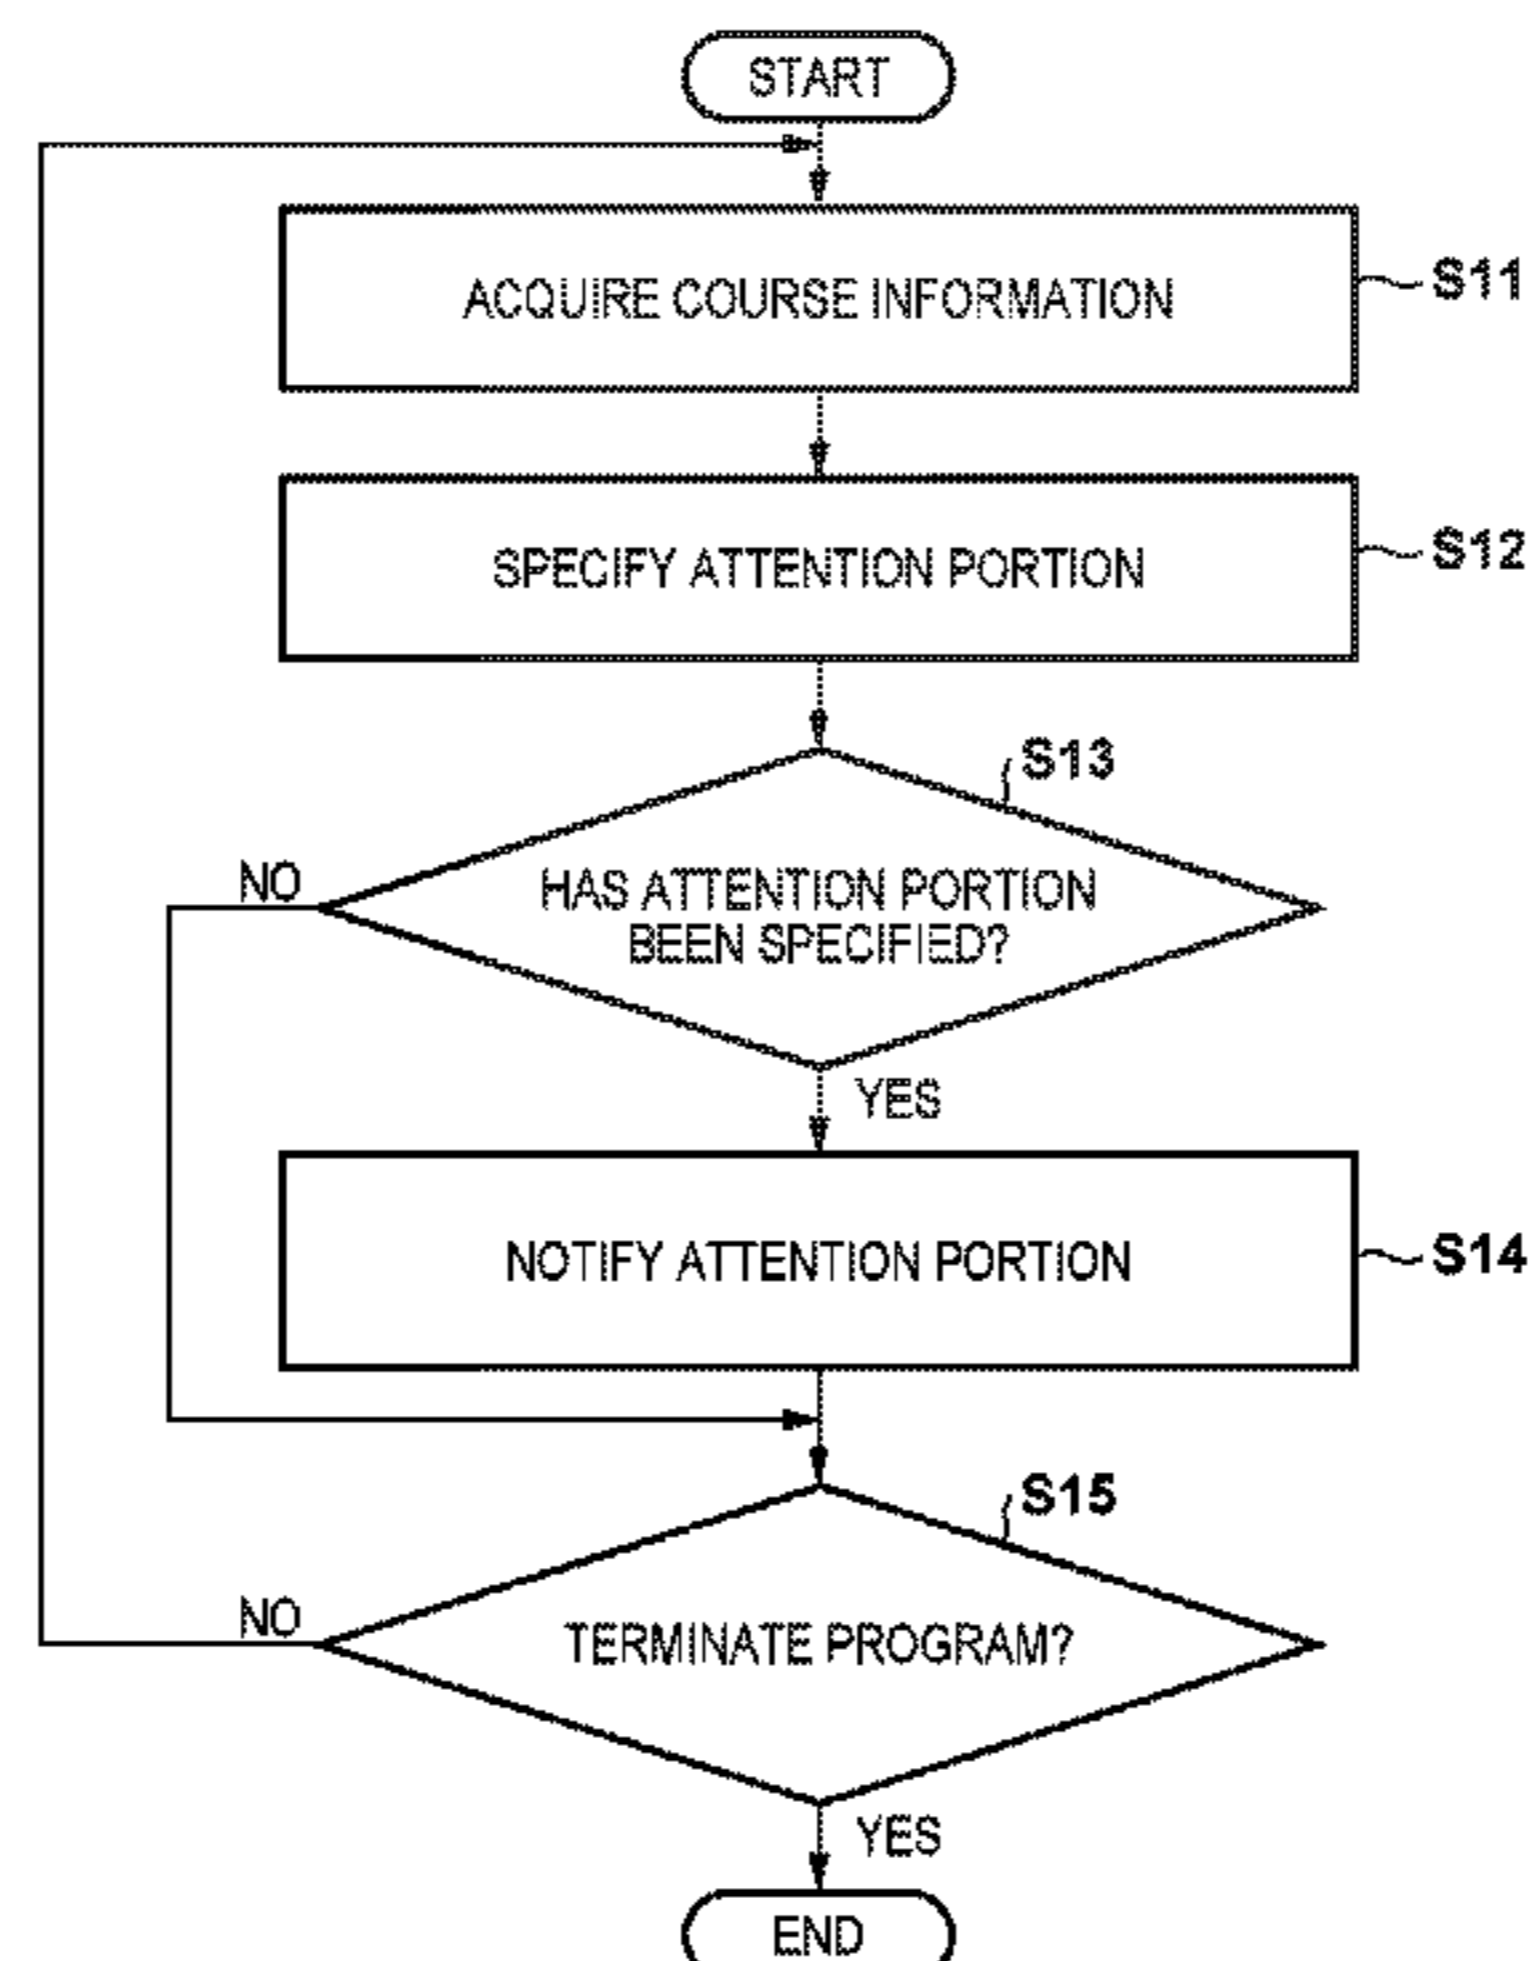 START
ACQUIRE COURSE INFORMATION
S11
SPECIFY ATTENTION PORTION
S12
S13
NO
HAS ATTENTION PORTION
BEEN SPECIFIED?
YES
NOTIFY ATTENTION PORTION
S14
S15
NO
TERMINATE PROGRAM?
YES
END